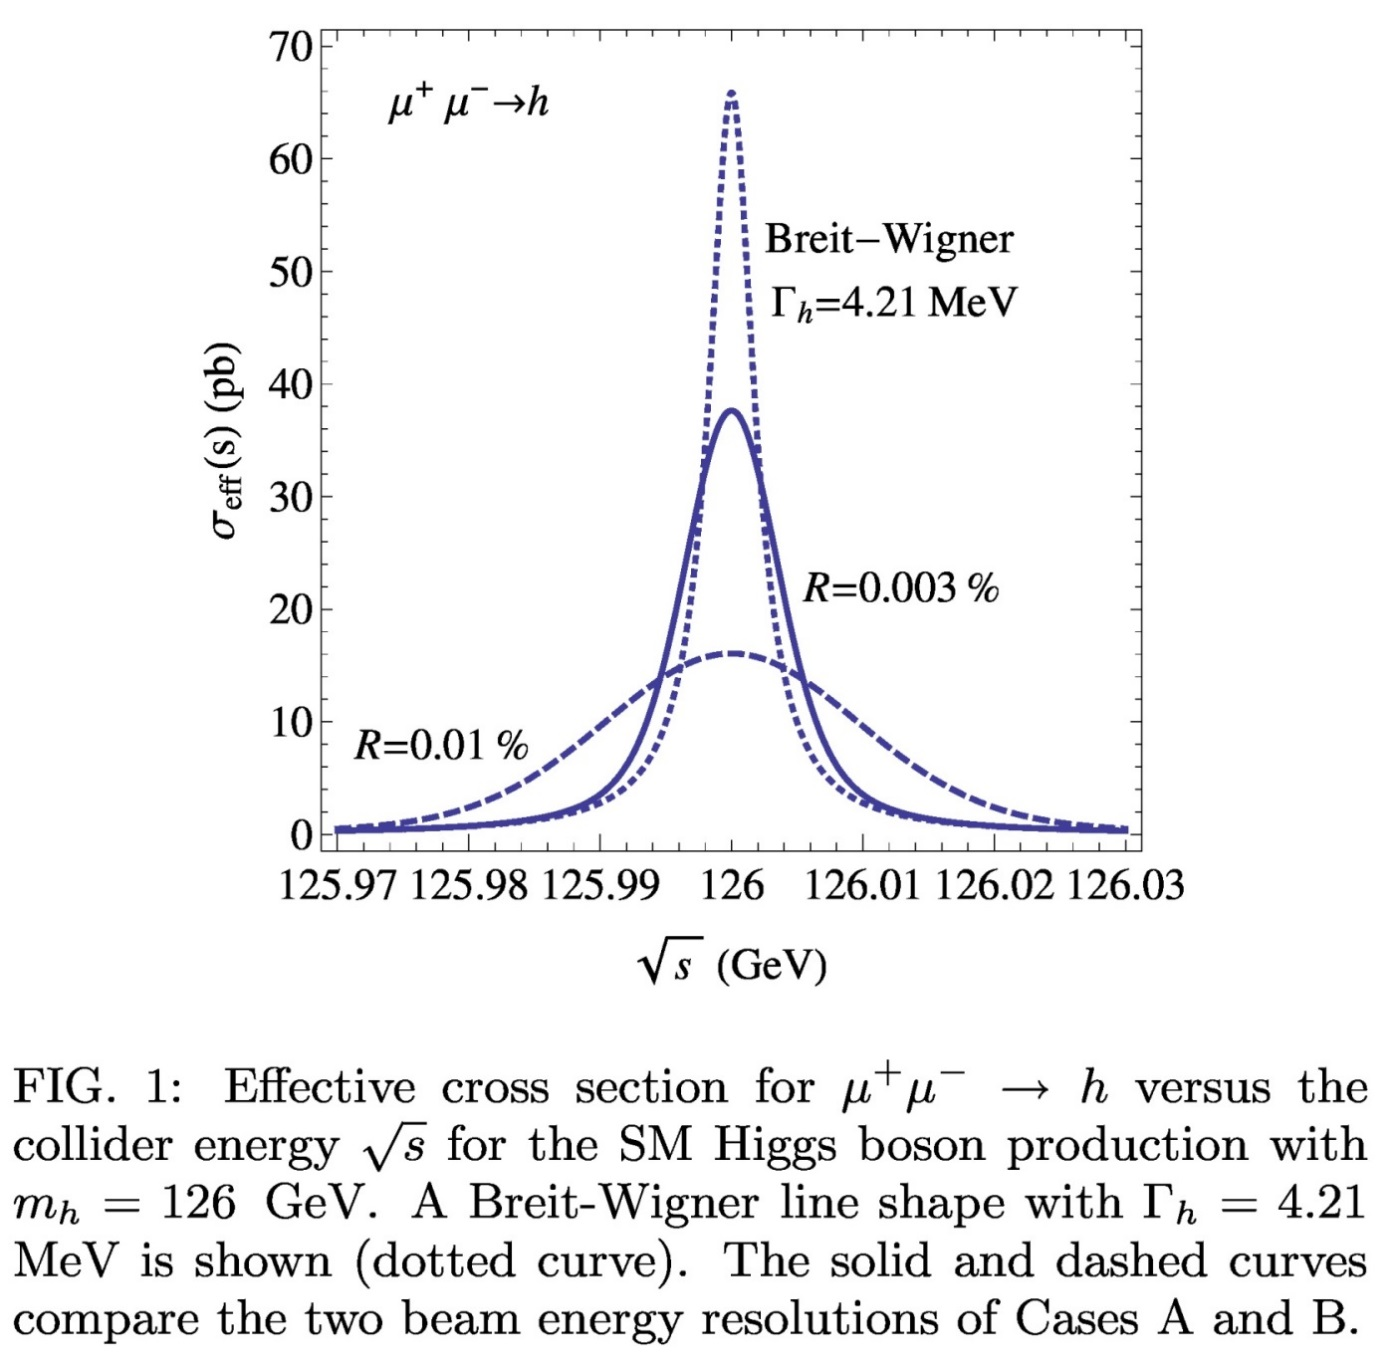 70
μ⁺ μ⁻→h
60
Breit−Wigner
50
Γₕ=4.21 MeV
40
σeff(s) (pb)
30
R=0.003 %
20
10
R=0.01 %
0
125.97 125.98 125.99 126 126.01 126.02 126.03
√s (GeV)
FIG. 1: Effective cross section for μ⁺μ⁻ → h versus the
collider energy √s for the SM Higgs boson production with
mₕ = 126 GeV. A Breit-Wigner line shape with Γₕ = 4.21
MeV is shown (dotted curve). The solid and dashed curves
compare the two beam energy resolutions of Cases A and B.